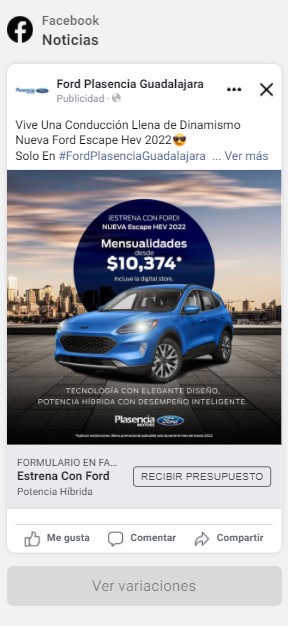 Facebook
Noticias
Plasencia Ford
Ford Plasencia Guadalajara
Publicidad ·
Vive Una Conducción Llena de Dinamismo
Nueva Ford Escape Hev 2022😎
Solo En #FordPlasenciaGuadalajara ... Ver más
¡ESTRENA CON FORD!
NUEVA Escape HEV 2022
Mensualidades
desde
$10,374*
Incluye la digital store.
TECNOLOGÍA CON ELEGANTE DISEÑO,
POTENCIA HÍBRIDA CON DESEMPEÑO INTELIGENTE.
Plasencia MOTORS Ford
FORMULARIO EN FA...
Estrena Con Ford
Potencia Híbrida
RECIBIR PRESUPUESTO
Me gusta
Comentar
Compartir
Ver variaciones